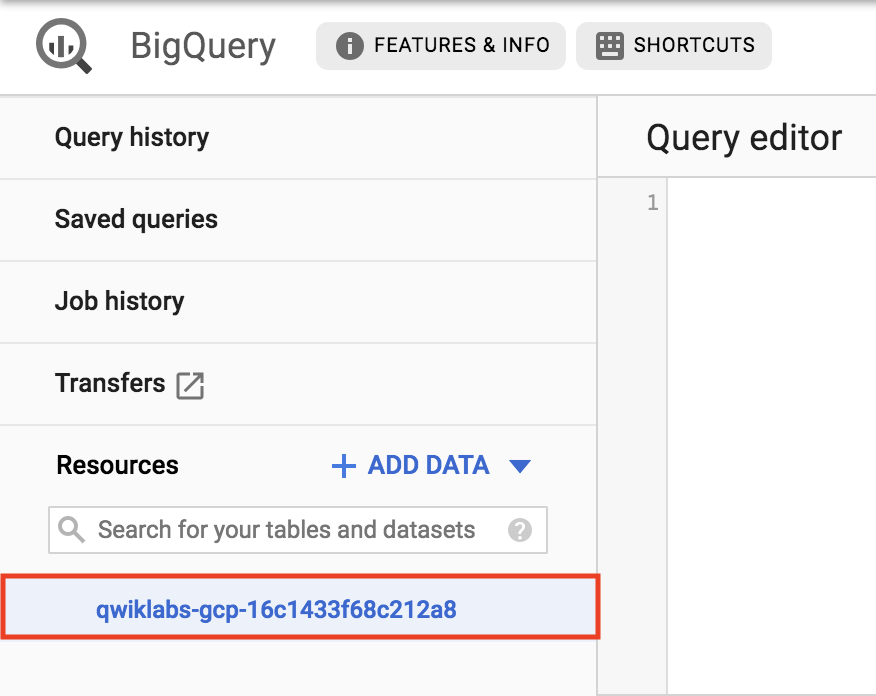 BigQuery FEATURES & INFO SHORTCUTS
Query history
Query editor
1
Saved queries
Job history
Transfers
Resources ADD DATA
Search for your tables and datasets ?
qwiklabs-gcp-16c1433f68c212a8